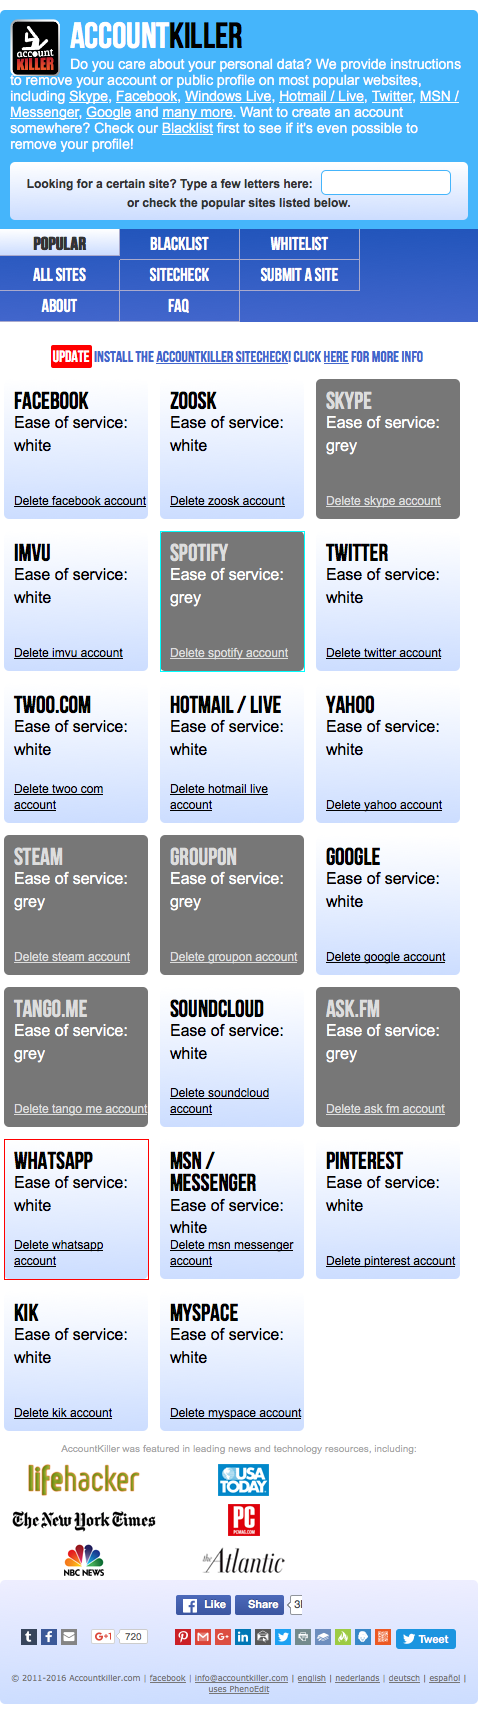 account
KILLER
ACCOUNTKILLER
Do you care about your personal data? We provide instructions
to remove your account or public profile on most popular websites,
including Skype, Facebook, Windows Live, Hotmail / Live, Twitter, MSN /
Messenger, Google and many more. Want to create an account
somewhere? Check our Blacklist first to see if it's even possible to
remove your profile!
Looking for a certain site? Type a few letters here:
or check the popular sites listed below.
POPULAR BLACKLIST WHITELIST
ALL SITES SITECHECK SUBMIT A SITE
ABOUT FAQ
UPDATE INSTALL THE ACCOUNTKILLER SITECHECK! CLICK HERE FOR MORE INFO
FACEBOOK
Ease of service:
white
Delete facebook account
ZOOSK
Ease of service:
white
Delete zoosk account
SKYPE
Ease of service:
grey
Delete skype account
IMVU
Ease of service:
white
Delete imvu account
SPOTIFY
Ease of service:
grey
Delete spotify account
TWITTER
Ease of service:
white
Delete twitter account
TWOO.COM
Ease of service:
white
Delete twoo com
account
HOTMAIL / LIVE
Ease of service:
white
Delete hotmail live
account
YAHOO
Ease of service:
white
Delete yahoo account
STEAM
Ease of service:
grey
Delete steam account
GROUPON
Ease of service:
grey
Delete groupon account
GOOGLE
Ease of service:
white
Delete google account
TANGO.ME
Ease of service:
grey
Delete tango me account
SOUNDCLOUD
Ease of service:
white
Delete soundcloud
account
ASK.FM
Ease of service:
grey
Delete ask fm account
WHATSAPP
Ease of service:
white
Delete whatsapp
account
MSN /
MESSENGER
Ease of service:
white
Delete msn messenger
account
PINTEREST
Ease of service:
white
Delete pinterest account
KIK
Ease of service:
white
Delete kik account
MYSPACE
Ease of service:
white
Delete myspace account
AccountKiller was featured in leading news and technology resources, including:
lifehacker
USA
TODAY
The New York Times
PC
PCMAG.COM
NBC NEWS
the Atlantic
Like Share
G+1 720
Tweet
© 2011-2016 Accountkiller.com | facebook | info@accountkiller.com | english | nederlands | deutsch | español |
uses PhenoEdit